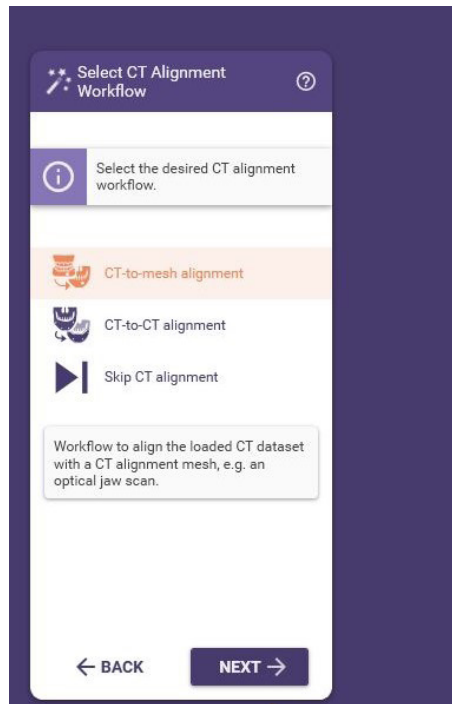 Select CT Alignment
Workflow
Select the desired CT alignment
workflow.
CT-to-mesh alignment
CT-to-CT alignment
Skip CT alignment
Workflow to align the loaded CT dataset
with a CT alignment mesh, e.g. an
optical jaw scan.
BACK
NEXT